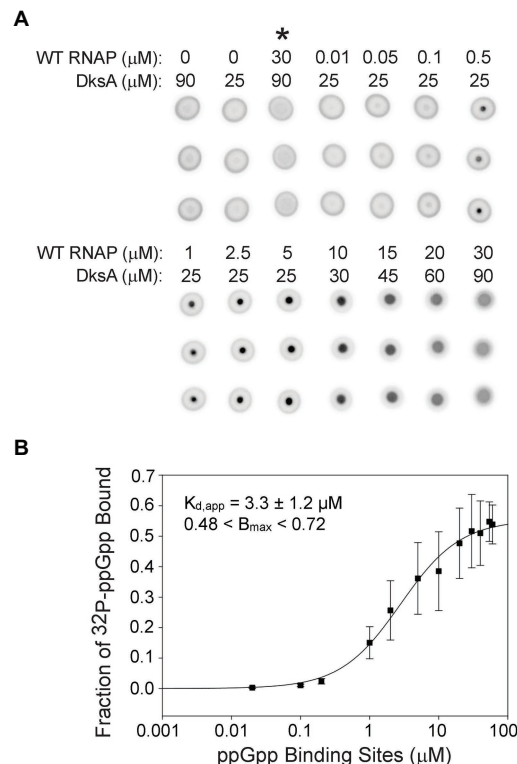 A
*
WT RNAP (µM): 0 0 30 0.01 0.05 0.1 0.5
DksA (µM): 90 25 90 25 25 25 25
WT RNAP (µM): 1 2.5 5 10 15 20 30
DksA (µM): 25 25 25 30 45 60 90
B
Fraction of 32P-ppGpp Bound
0.7
0.6
0.5
0.4
0.3
0.2
0.1
0.0
Kd,app = 3.3 ± 1.2 µM
0.48 < Bmax < 0.72
0.001 0.01 0.1 1 10 100
ppGpp Binding Sites (µM)